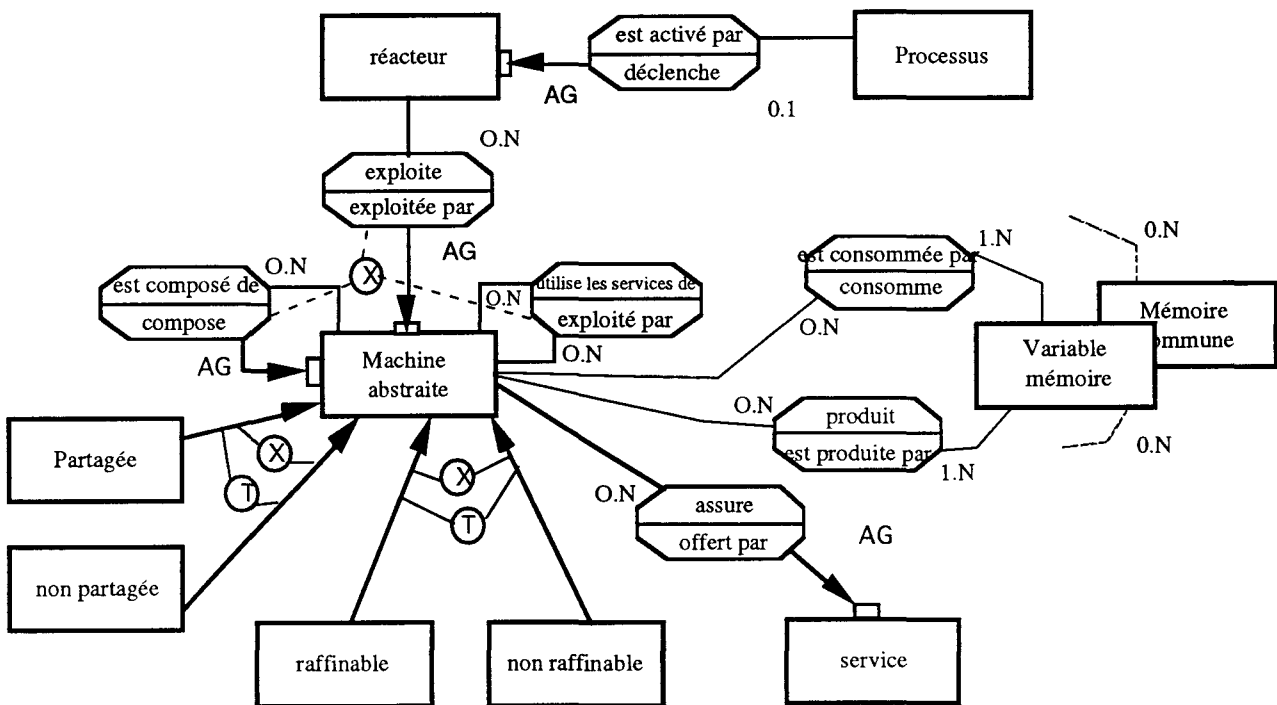 est activé par
réacteur
Processus
déclenche
AG
0.1
O.N
exploite
exploitée par
0.N
1.N
AG
O.N
est consommée par
est composé de
X
utilise les services de
O.N
consomme
compose
exploité par
Mémoire
O.N
ommune
O.N
Machine
Variable
AG
abstraite
mémoire
O.N
produit
Partagée
X
est produite par
0.N
X
1.N
T
O.N
assure
T
AG
offert par
non partagée
raffinable
non raffinable
service